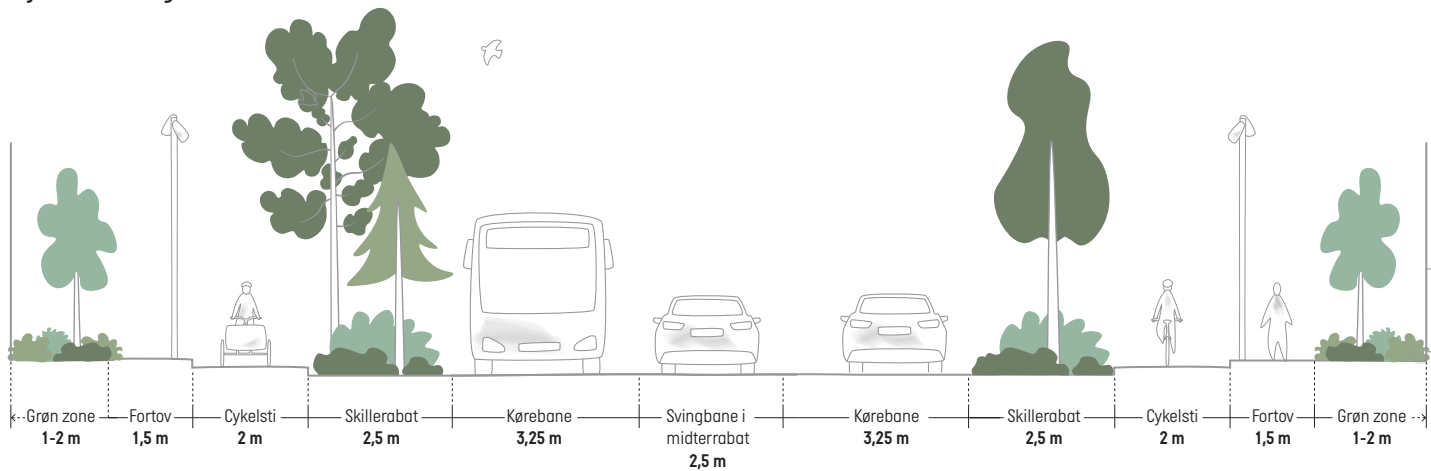 Grøn zone
1-2 m
Fortov
1,5 m
Cykelsti
2 m
Skillerabat
2,5 m
Kørebane
3,25 m
Svingbane i
midterrabat
2,5 m
Kørebane
3,25 m
Skillerabat
2,5 m
Cykelsti
2 m
Fortov
1,5 m
Grøn zone
1-2 m